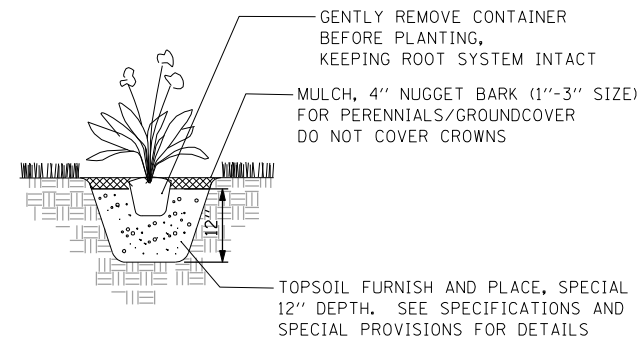 GENTLY REMOVE CONTAINER
BEFORE PLANTING,
KEEPING ROOT SYSTEM INTACT
MULCH, 4'' NUGGET BARK (1''-3'' SIZE)
FOR PERENNIALS/GROUNDCOVER
DO NOT COVER CROWNS
12''
TOPSOIL FURNISH AND PLACE, SPECIAL
12'' DEPTH. SEE SPECIFICATIONS AND
SPECIAL PROVISIONS FOR DETAILS